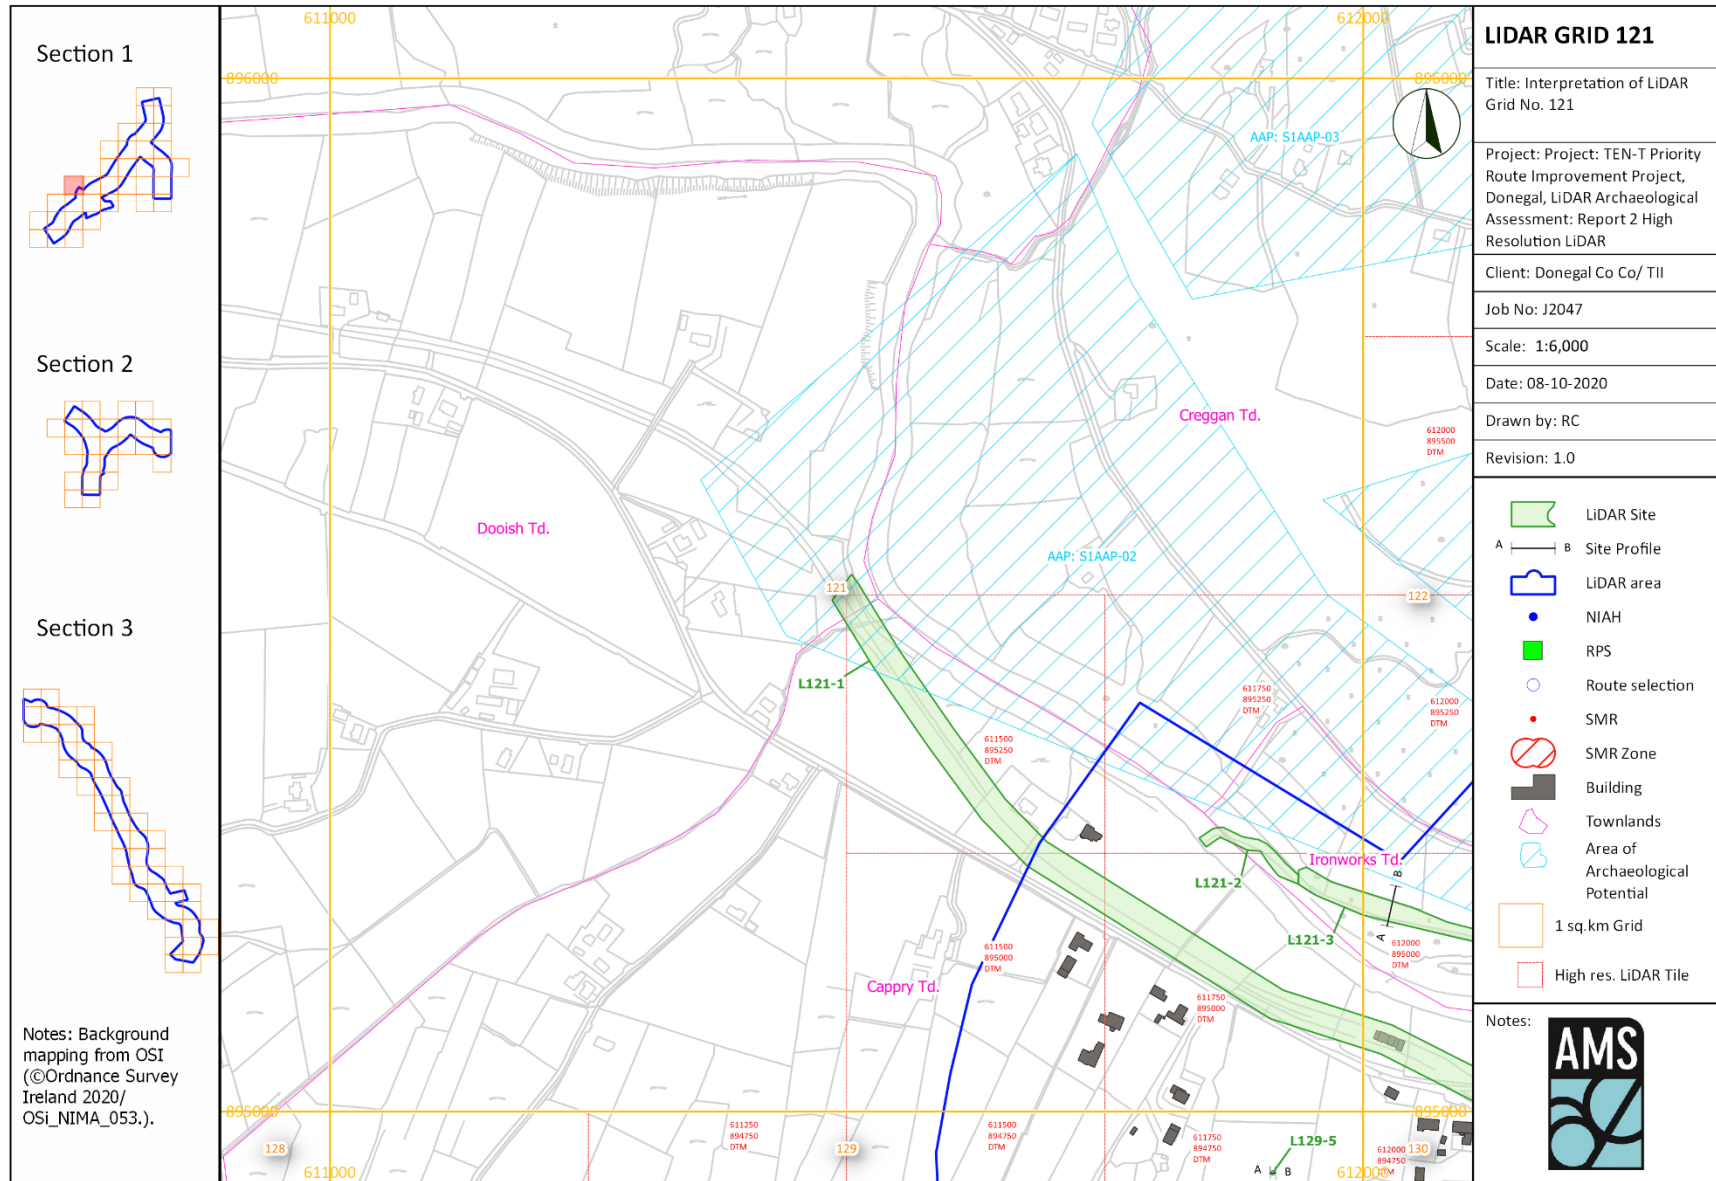 Section 1
Section 2
Section 3
Notes: Background
mapping from OSI
(©Ordnance Survey
Ireland 2020/
OSi_NIMA_053.).
611000
612000
896000
896000
AAP: S1AAP-03
Creggan Td.
612000
895500
DTM
Dooish Td.
AAP: S1AAP-02
121
122
L121-1
611750
895250
DTM
612000
895250
DTM
611500
895250
DTM
Ironworks Td.
L121-2
B
L121-3
A
611500
895000
DTM
612000
895000
DTM
Cappry Td.
611750
895000
DTM
895000
895000
611250
894750
DTM
611500
894750
DTM
611750
894750
DTM
612000
894750
DTM
128
129
L129-5
130
A
B
611000
612000
LIDAR GRID 121
Title: Interpretation of LiDAR
Grid No. 121
Project: Project: TEN-T Priority
Route Improvement Project,
Donegal, LiDAR Archaeological
Assessment: Report 2 High
Resolution LiDAR
Client: Donegal Co Co/ TII
Job No: J2047
Scale: 1:6,000
Date: 08-10-2020
Drawn by: RC
Revision: 1.0
LiDAR Site
A B Site Profile
LiDAR area
NIAH
RPS
Route selection
SMR
SMR Zone
Building
Townlands
Area of
Archaeological
Potential
1 sq.km Grid
High res. LiDAR Tile
Notes:
AMS